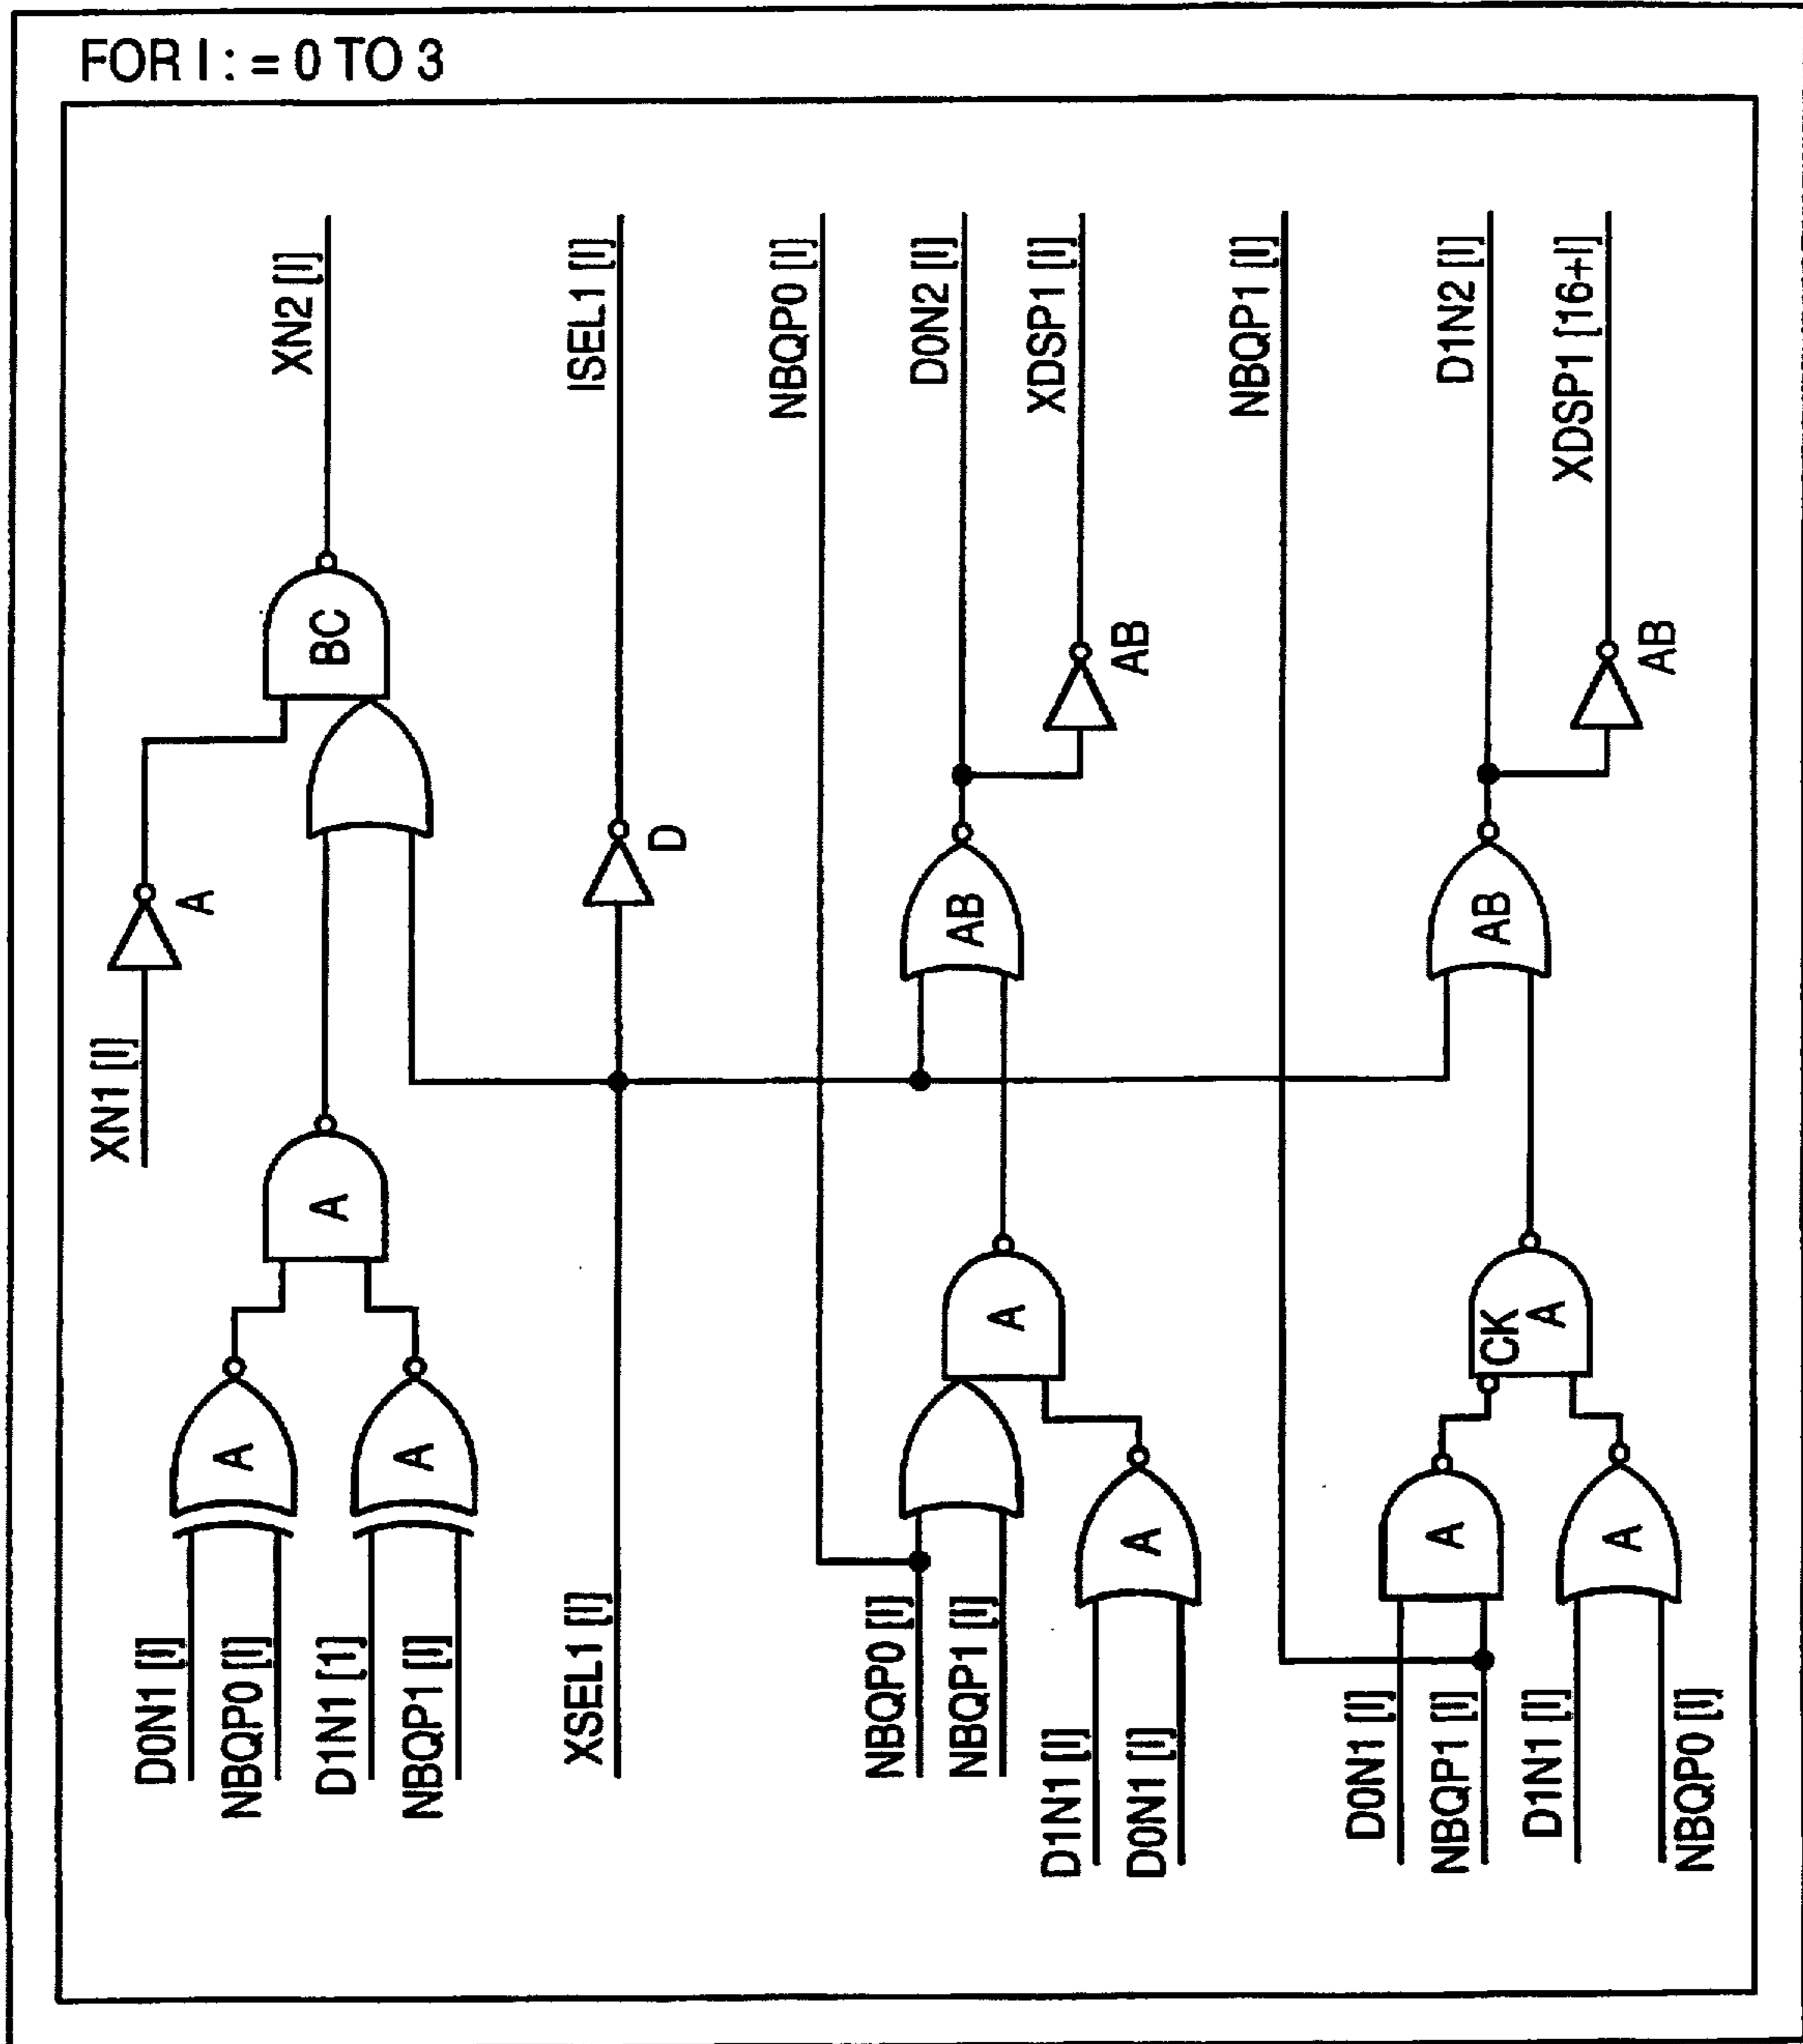 FOR I : = 0 TO 3
XN1 [I]
A
BC
XN2 [I]
D0N1 [I]
NBQP0 [I]
A
D1N1 [1]
NBQP1 [I]
A
A
XSEL1 [I]
D
ISEL1 [I]
NBQP0 [I]
NBQP0 [I]
NBQP1 [I]
A
AB
D0N2 [I]
D1N1 [I]
D0N1 [I]
A
AB
XDSP1 [I]
NBQP1 [I]
D0N1 [I]
NBQP1 [I]
A
CK
A
AB
D1N2 [I]
D1N1 [I]
NBQP0 [I]
A
AB
XDSP1 [16+I]